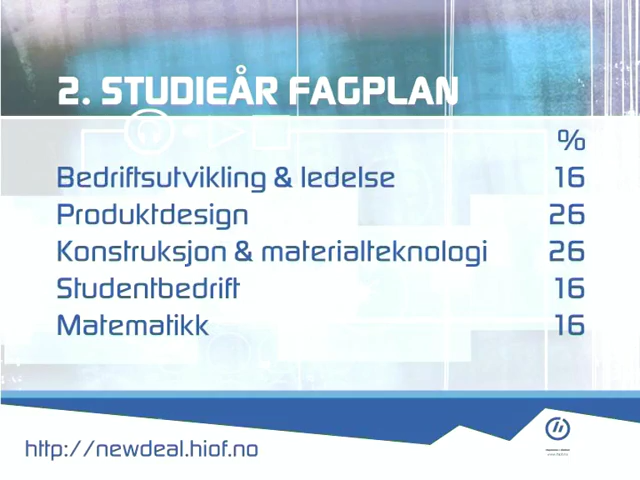 2. STUDIEÅR FAGPLAN
%
Bedriftsutvikling & ledelse 16
Produktdesign 26
Konstruksjon & materialteknologi 26
Studentbedrift 16
Matematikk 16
http://newdeal.hiof.no